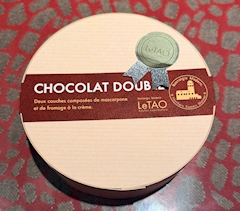 LeTAO
CHOCOLAT DOUB
Deux couches composées de mascarpone
et de fromage à la crème.
LeTAO